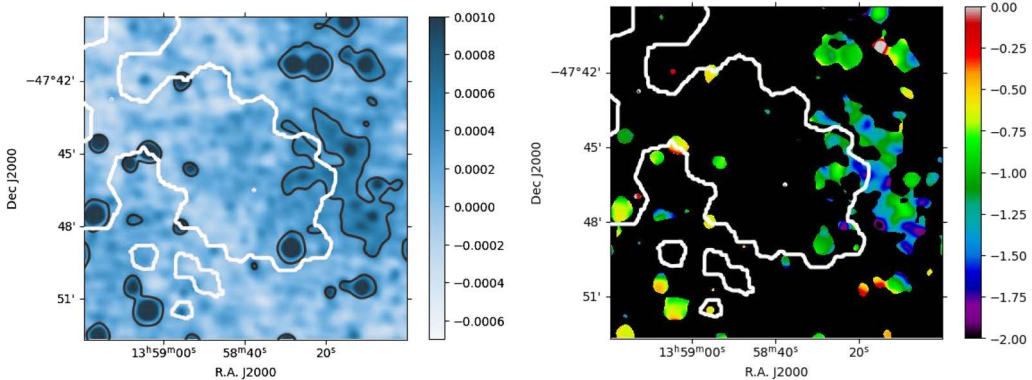 0.0010
0.0008
0.0006
0.0004
0.0002
0.0000
−0.0002
−0.0004
−0.0006
−47°42'
45'
48'
51'
Dec J2000
13ʰ59ᵐ00ˢ
58ᵐ40ˢ
20ˢ
R.A. J2000
0.00
−0.25
−0.50
−0.75
−1.00
−1.25
−1.50
−1.75
−2.00
−47°42'
45'
48'
51'
Dec J2000
13ʰ59ᵐ00ˢ
58ᵐ40ˢ
20ˢ
R.A. J2000